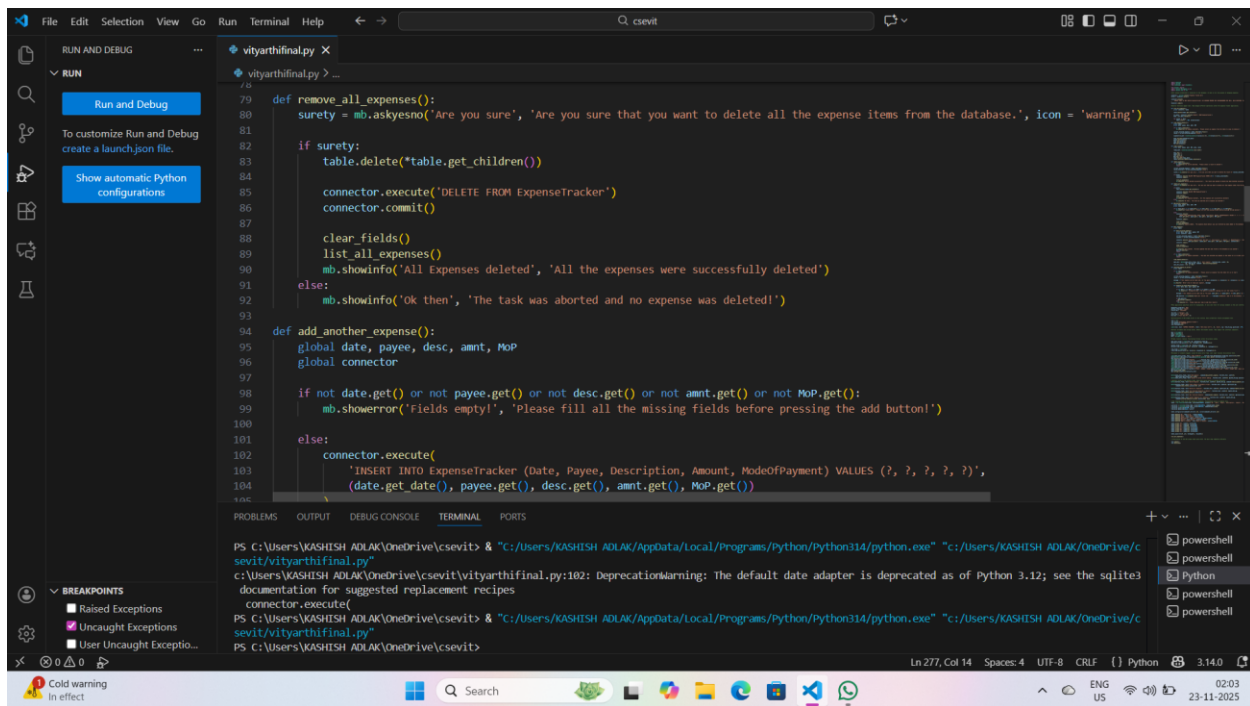 File Edit Selection View Go Run Terminal Help
csevit
RUN AND DEBUG
RUN
Run and Debug
To customize Run and Debug
create a launch.json file.
Show automatic Python
configurations
BREAKPOINTS
Raised Exceptions
Uncaught Exceptions
User Uncaught Exceptio...
vityarthifinal.py
vityarthifinal.py > ...
78
79 def remove_all_expenses():
80 surety = mb.askyesno('Are you sure', 'Are you sure that you want to delete all the expense items from the database.', icon = 'warning')
81
82 if surety:
83 table.delete(*table.get_children())
84
85 connector.execute('DELETE FROM ExpenseTracker')
86 connector.commit()
87
88 clear_fields()
89 list_all_expenses()
90 mb.showinfo('All Expenses deleted', 'All the expenses were successfully deleted')
91 else:
92 mb.showinfo('Ok then', 'The task was aborted and no expense was deleted!')
93
94 def add_another_expense():
95 global date, payee, desc, amnt, MoP
96 global connector
97
98 if not date.get() or not payee.get() or not desc.get() or not amnt.get() or not MoP.get():
99 mb.showerror('Fields empty!', 'Please fill all the missing fields before pressing the add button!')
100
101 else:
102 connector.execute(
103 'INSERT INTO ExpenseTracker (Date, Payee, Description, Amount, ModeOfPayment) VALUES (?, ?, ?, ?, ?)',
104 (date.get_date(), payee.get(), desc.get(), amnt.get(), MoP.get())
105 )
PROBLEMS OUTPUT DEBUG CONSOLE TERMINAL PORTS
PS C:\Users\KASHISH ADLAK\OneDrive\csevit> & "C:/Users/KASHISH ADLAK/AppData/Local/Programs/Python/Python314/python.exe" "c:/Users/KASHISH ADLAK/OneDrive/c
sevit/vityarthifinal.py"
c:\Users\KASHISH ADLAK\OneDrive\csevit\vityarthifinal.py:102: DeprecationWarning: The default date adapter is deprecated as of Python 3.12; see the sqlite3
documentation for suggested replacement recipes
connector.execute(
PS C:\Users\KASHISH ADLAK\OneDrive\csevit> & "C:/Users/KASHISH ADLAK/AppData/Local/Programs/Python/Python314/python.exe" "c:/Users/KASHISH ADLAK/OneDrive/c
sevit/vityarthifinal.py"
PS C:\Users\KASHISH ADLAK\OneDrive\csevit>
powershell
powershell
Python
powershell
powershell
0 0 Ln 277, Col 14 Spaces: 4 UTF-8 CRLF {} Python 3.14.0
1
Cold warning
In effect
Search
ENG
US
02:03
23-11-2025